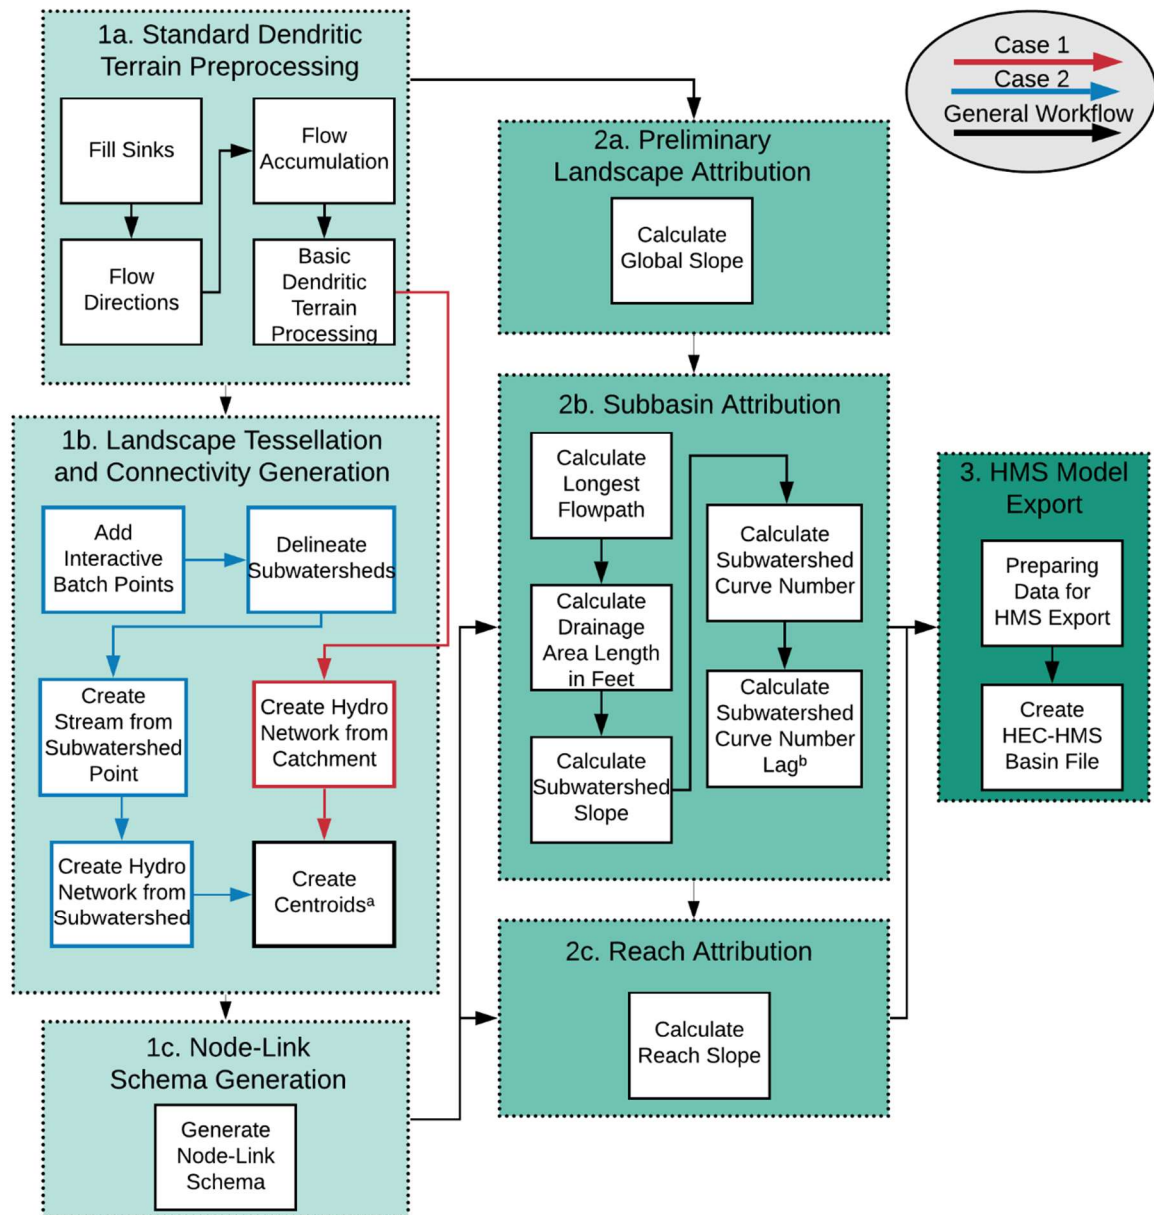 1a. Standard Dendritic
Terrain Preprocessing
Fill Sinks
Flow
Accumulation
Flow
Directions
Basic
Dendritic
Terrain
Processing
1b. Landscape Tessellation
and Connectivity Generation
Add
Interactive
Batch Points
Delineate
Subwatersheds
Create
Stream from
Subwatershed
Point
Create Hydro
Network from
Catchment
Create Hydro
Network from
Subwatershed
Create
Centroidsᵃ
1c. Node-Link
Schema Generation
Generate
Node-Link
Schema
2a. Preliminary
Landscape Attribution
Calculate
Global Slope
2b. Subbasin Attribution
Calculate
Longest
Flowpath
Calculate
Drainage
Area Length
in Feet
Calculate
Subwatershed
Slope
Calculate
Subwatershed
Curve Number
Calculate
Subwatershed
Curve Number
Lagᵇ
2c. Reach Attribution
Calculate
Reach Slope
3. HMS Model
Export
Preparing
Data for
HMS Export
Create
HEC-HMS
Basin File
Case 1
Case 2
General Workflow